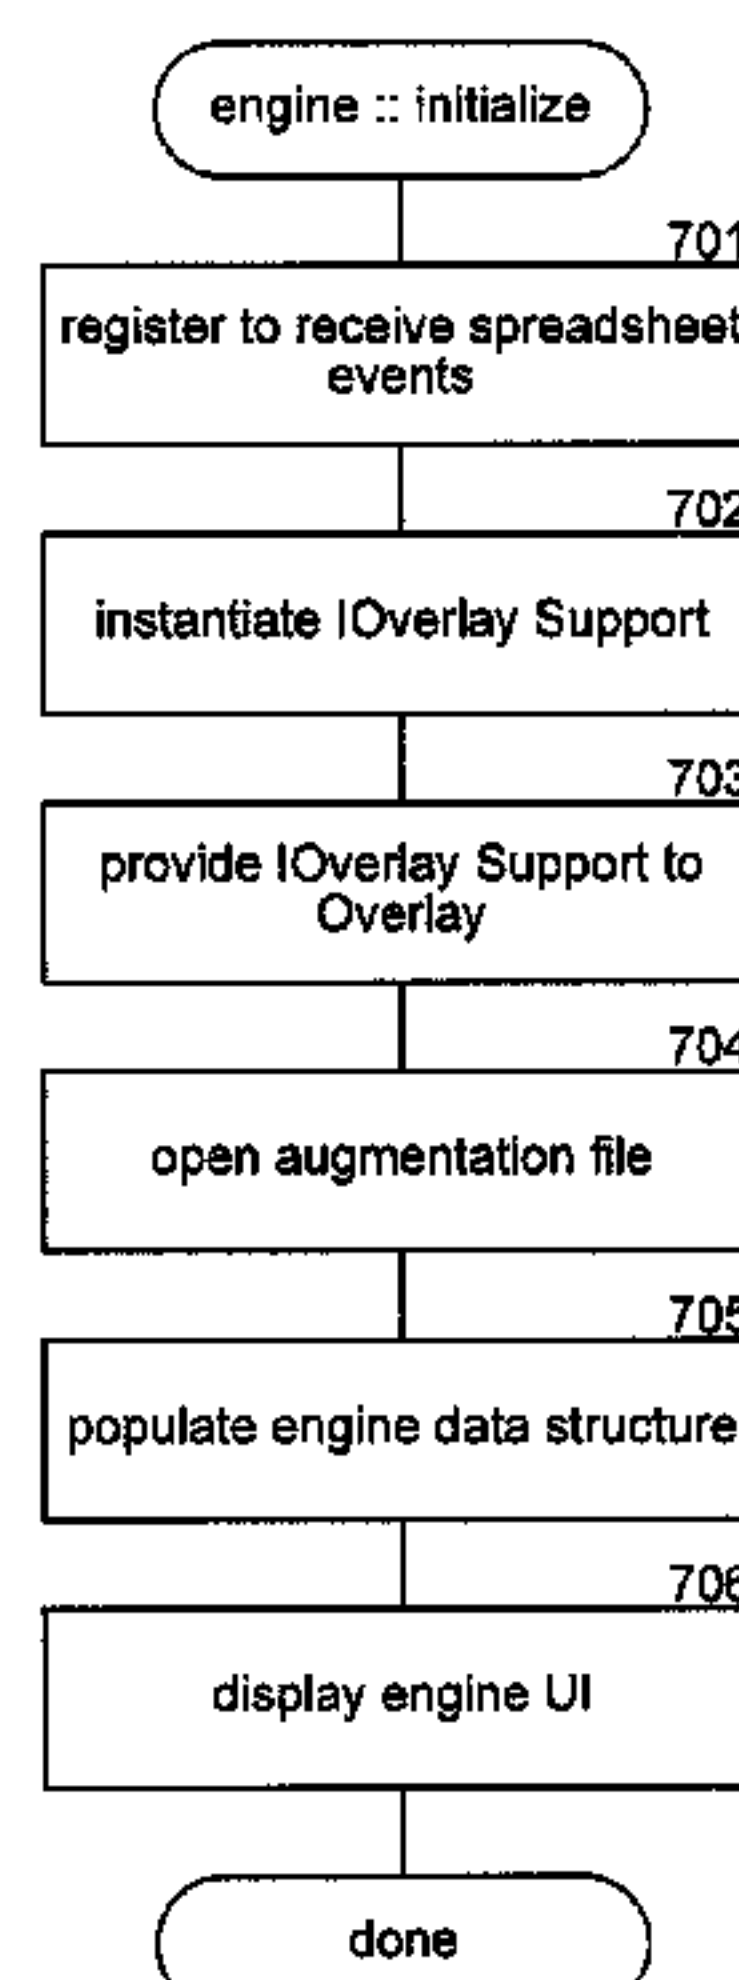 engine :: initialize
701
register to receive spreadsheet
events
702
instantiate IOverlay Support
703
provide IOverlay Support to
Overlay
704
open augmentation file
705
populate engine data structure
706
display engine UI
done